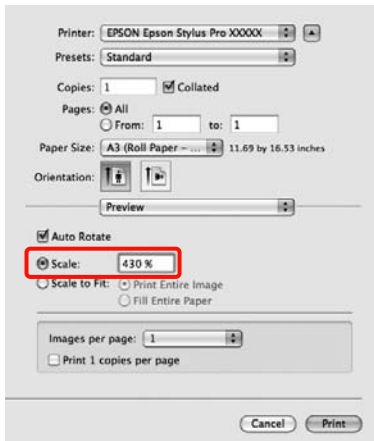 Printer: EPSON Epson Stylus Pro XXXXX
Presets: Standard
Copies: 1 Collated
Pages: All
From: 1 to: 1
Paper Size: A3 (Roll Paper - ... 11.69 by 16.53 inches
Orientation:
Preview
Auto Rotate
Scale: 430 %
Scale to Fit: Print Entire Image
Fill Entire Paper
Images per page: 1
Print 1 copies per page
Cancel Print